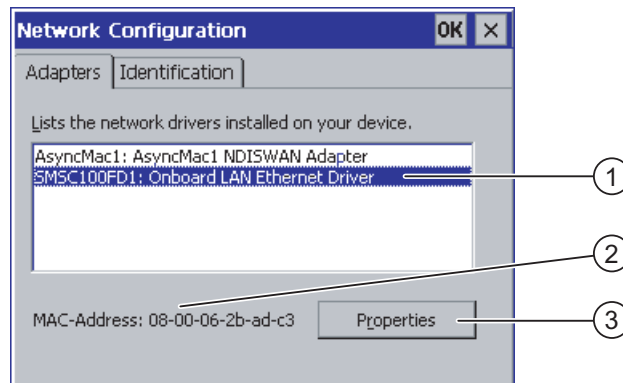 Network Configuration OK ×
Adapters Identification
Lists the network drivers installed on your device.
AsyncMac1: AsyncMac1 NDISWAN Adapter
SMSC100FD1: Onboard LAN Ethernet Driver
1
2
MAC-Address: 08-00-06-2b-ad-c3 Properties
3